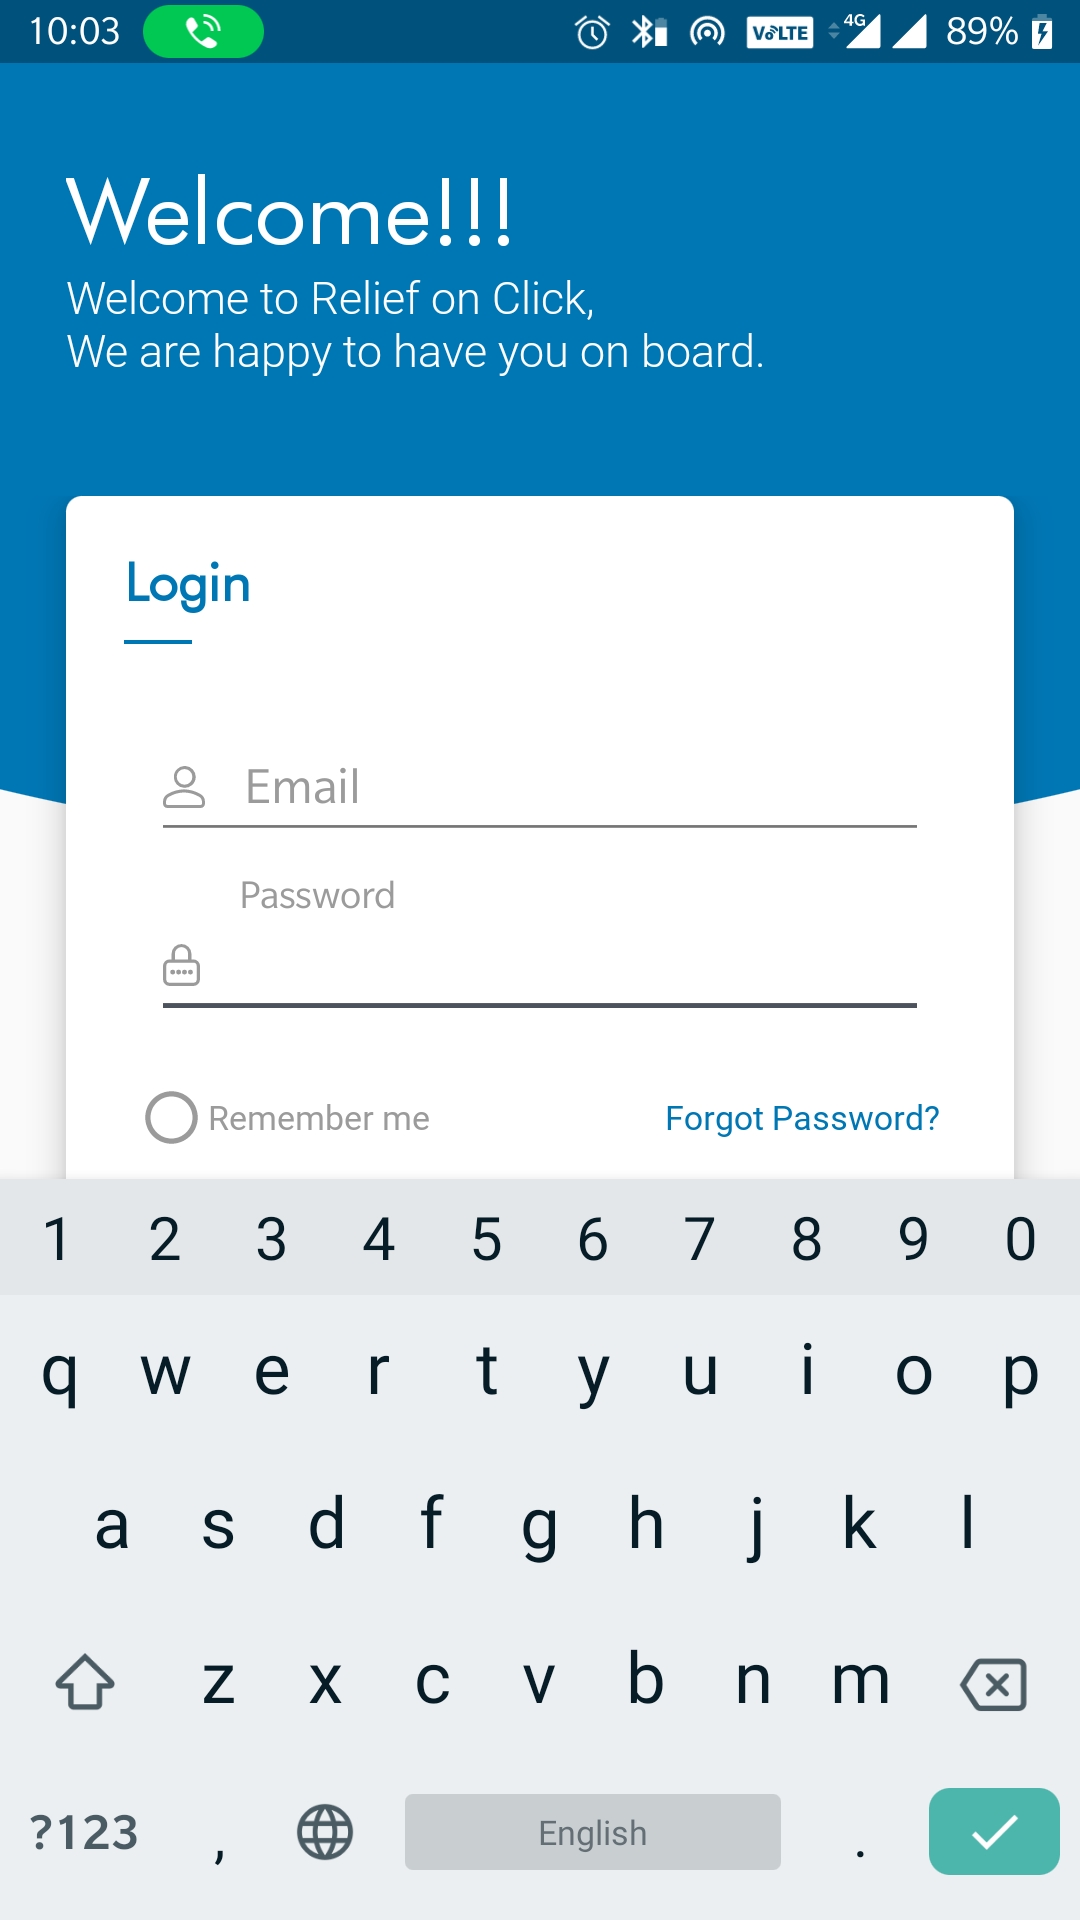 10:03 VoLTE 4G 89%
Welcome!!!
Welcome to Relief on Click,
We are happy to have you on board.
Login
Email
Password
Remember me Forgot Password?
1 2 3 4 5 6 7 8 9 0
q w e r t y u i o p
a s d f g h j k l
z x c v b n m
?123 , English .